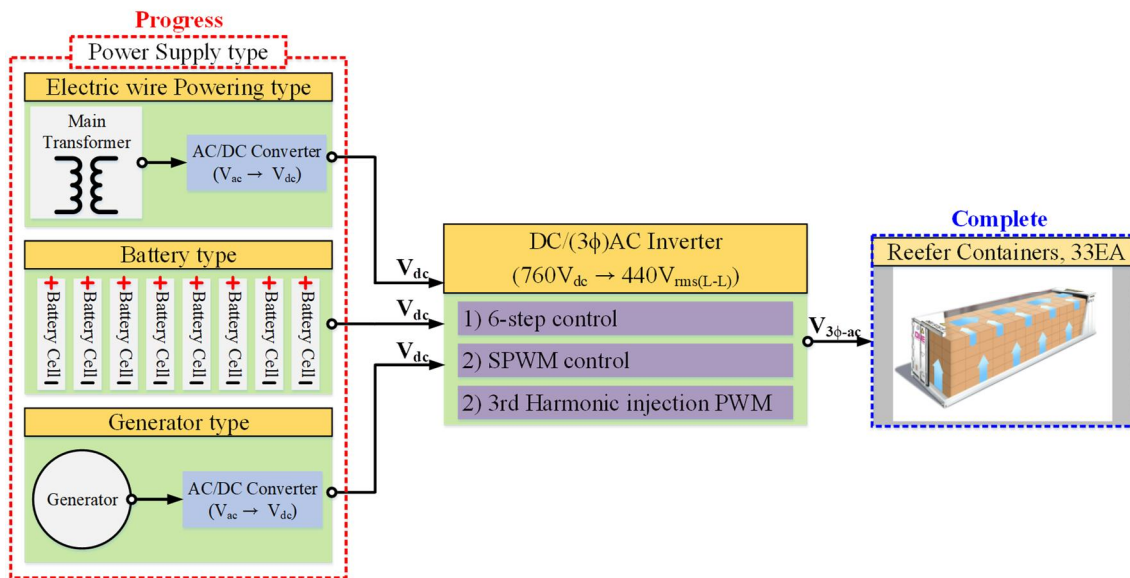 Progress
Power Supply type
Electric wire Powering type
Main
Transformer
AC/DC Converter
(Vac → Vdc)
Battery type
+Battery Cell-
+Battery Cell-
+Battery Cell-
+Battery Cell-
+Battery Cell-
+Battery Cell-
+Battery Cell-
+Battery Cell-
Generator type
Generator
AC/DC Converter
(Vac → Vdc)
Vdc
Vdc
Vdc
DC/(3ϕ)AC Inverter
(760Vdc → 440Vrms(L-L))
1) 6-step control
2) SPWM control
2) 3rd Harmonic injection PWM
V3ϕ-ac
Complete
Reefer Containers, 33EA